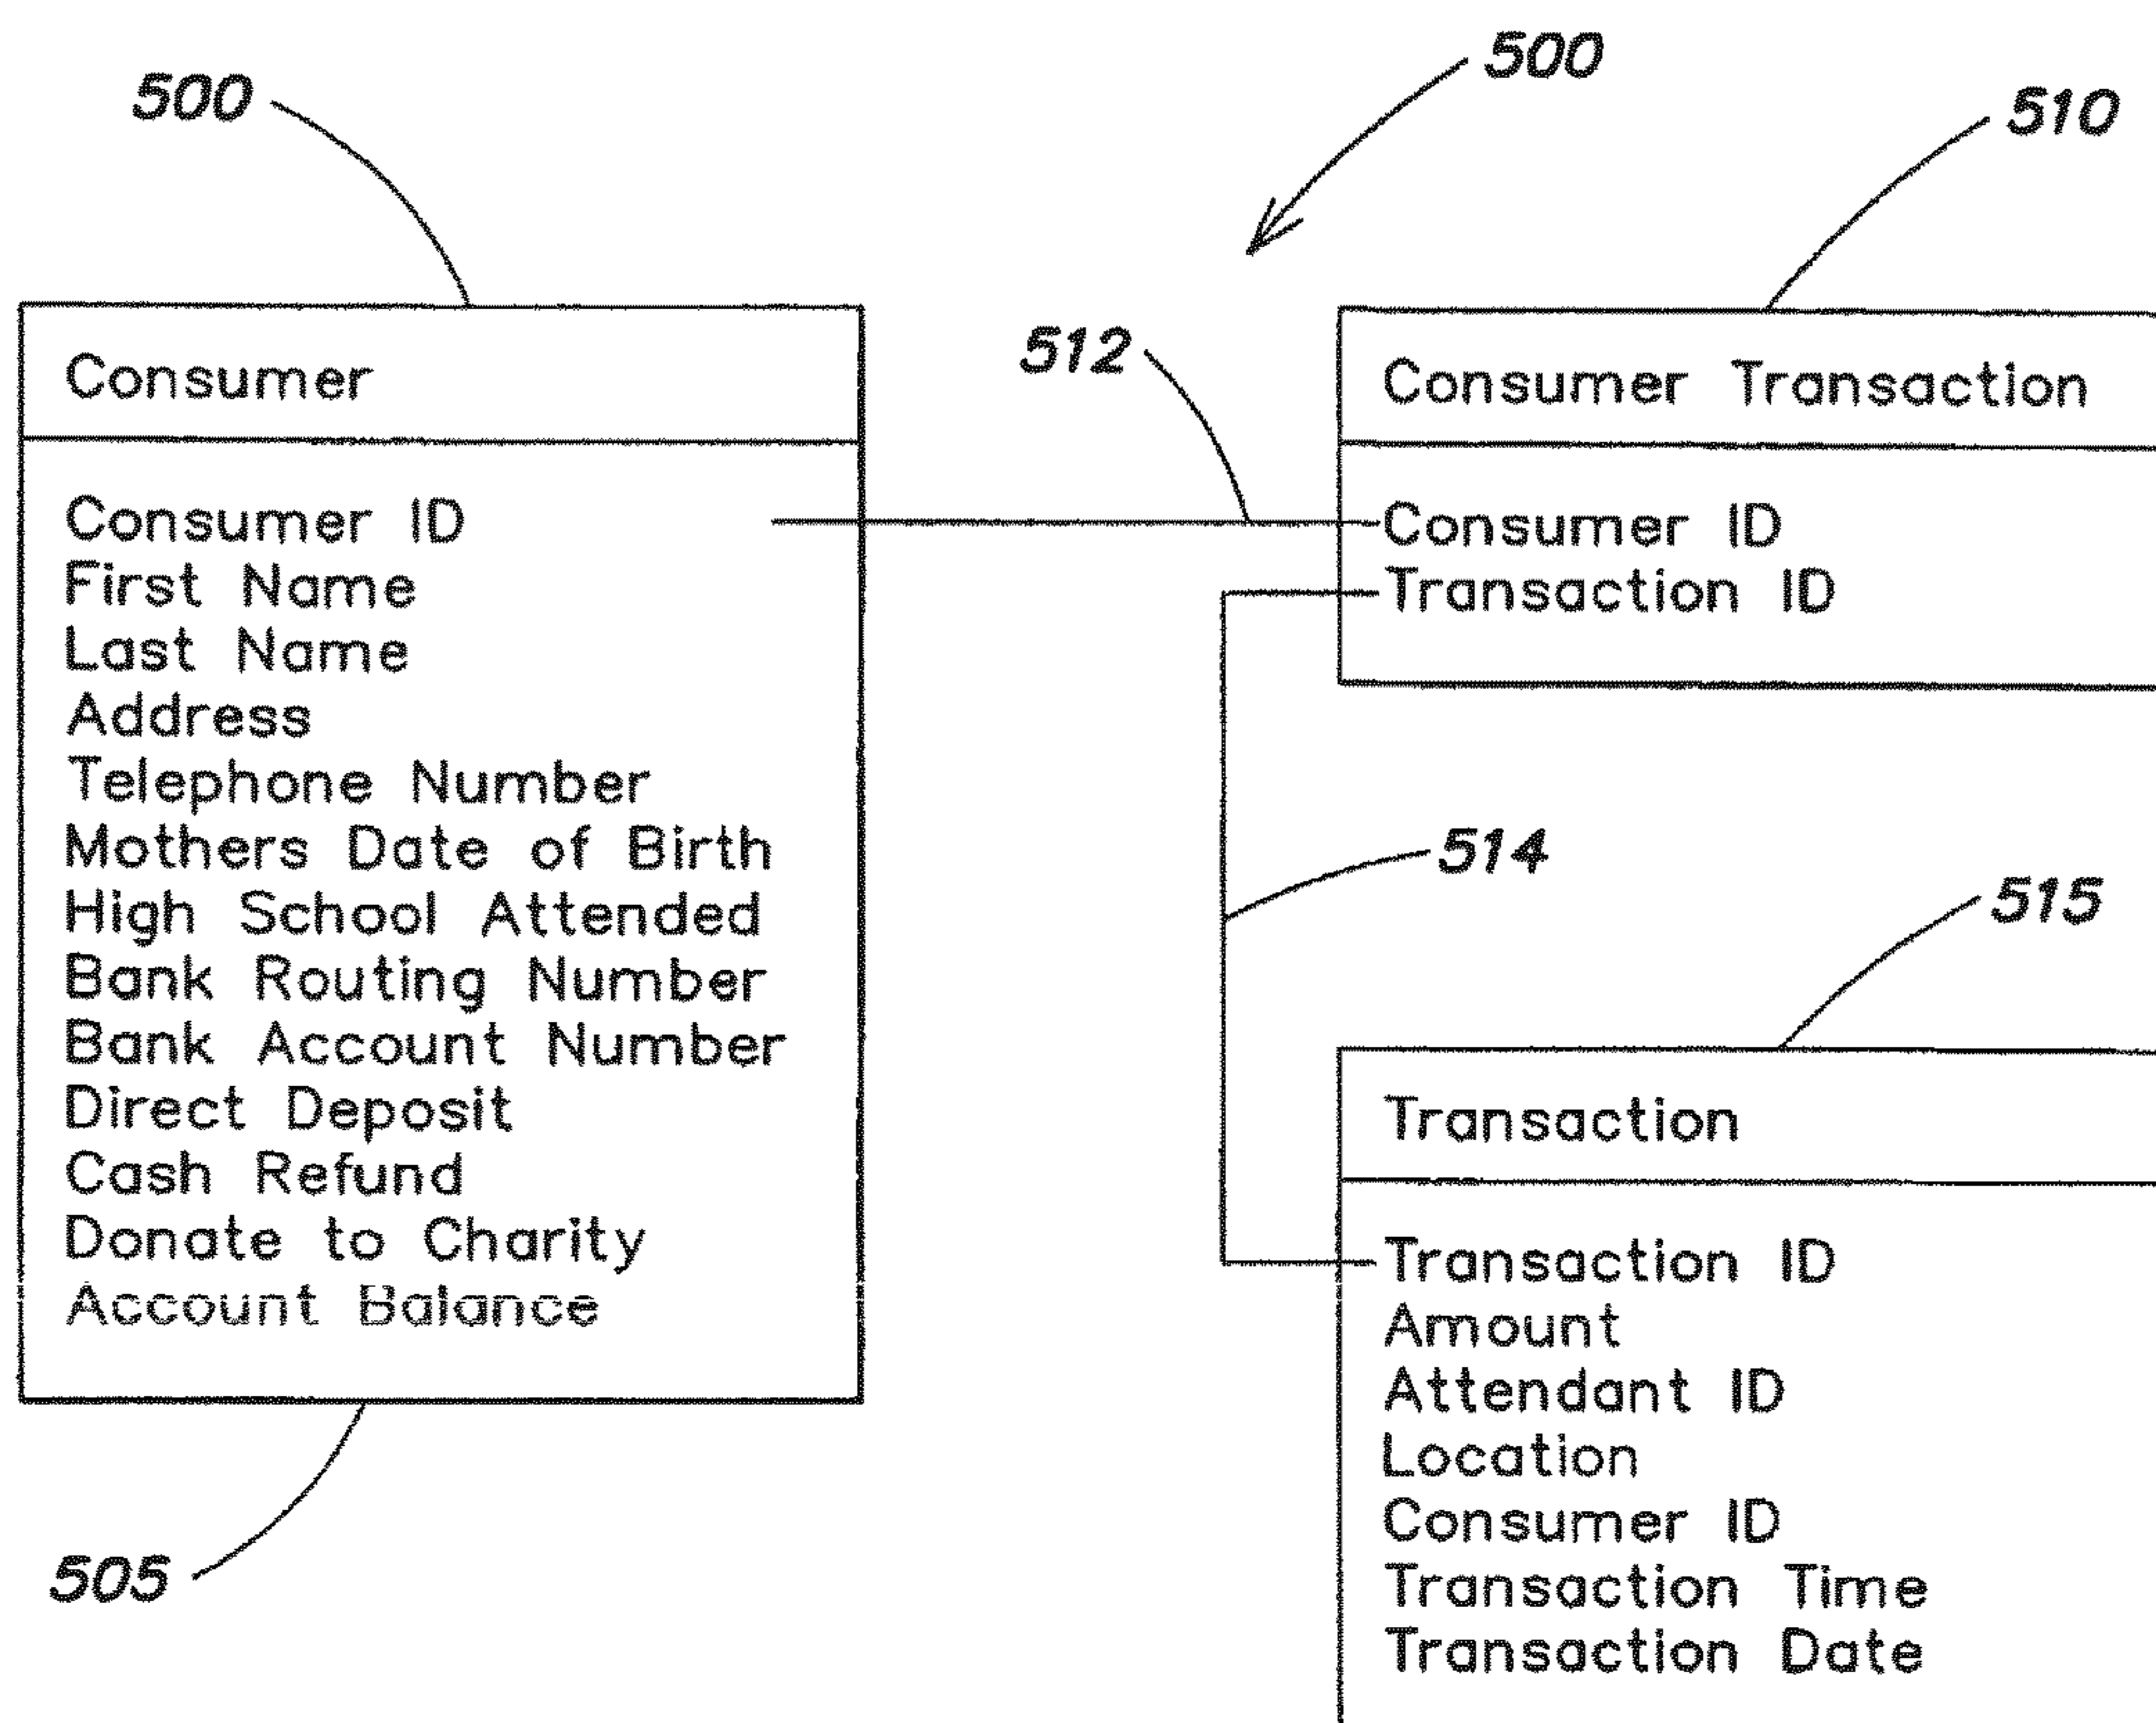 500
500
510
512
Consumer
Consumer ID
First Name
Last Name
Address
Telephone Number
Mothers Date of Birth
High School Attended
Bank Routing Number
Bank Account Number
Direct Deposit
Cash Refund
Donate to Charity
Account Balance
505
Consumer Transaction
Consumer ID
Transaction ID
514
515
Transaction
Transaction ID
Amount
Attendant ID
Location
Consumer ID
Transaction Time
Transaction Date